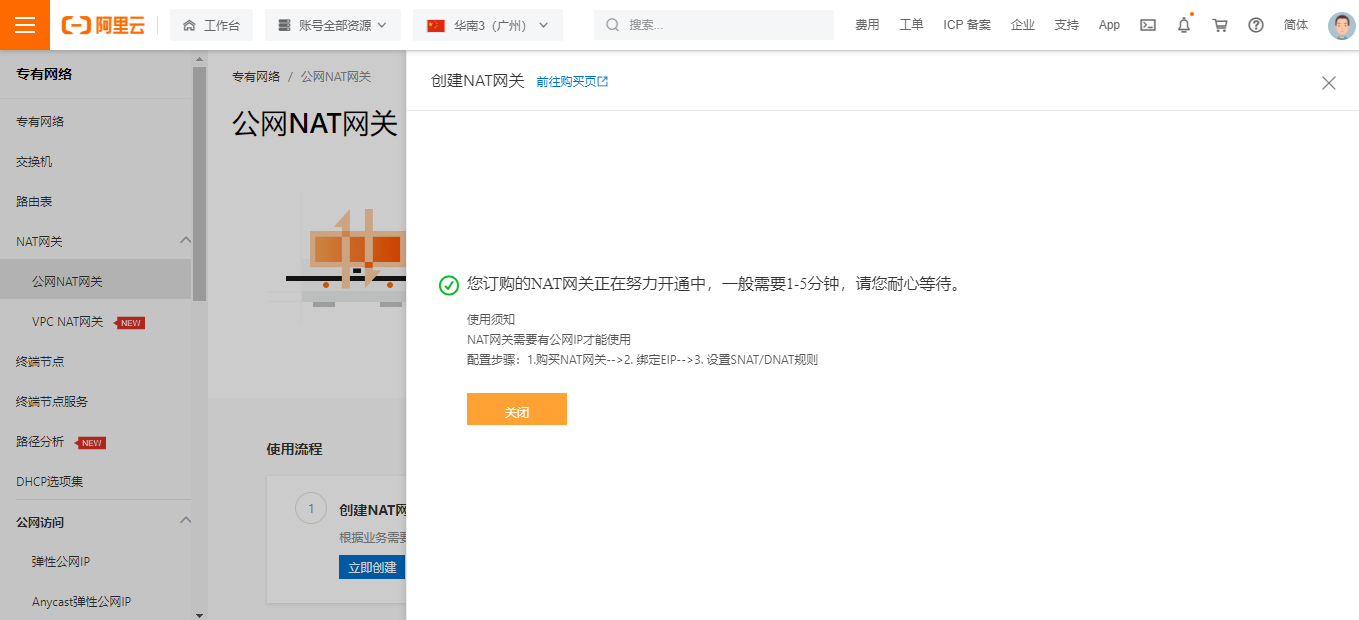 阿里云
工作台
账号全部资源
华南3（广州）
搜索...
费用
工单
ICP 备案
企业
支持
App
简体
专有网络
专有网络
交换机
路由表
NAT网关
公网NAT网关
VPC NAT网关 NEW
终端节点
终端节点服务
路径分析 NEW
DHCP选项集
公网访问
弹性公网IP
Anycast弹性公网IP
专有网络 / 公网NAT网关
公网NAT网关
使用流程
1 创建NAT网
根据业务需要
立即创建
创建NAT网关 前往购买页
您订购的NAT网关正在努力开通中，一般需要1-5分钟，请您耐心等待。
使用须知
NAT网关需要有公网IP才能使用
配置步骤：1.购买NAT网关-->2. 绑定EIP-->3. 设置SNAT/DNAT规则
关闭